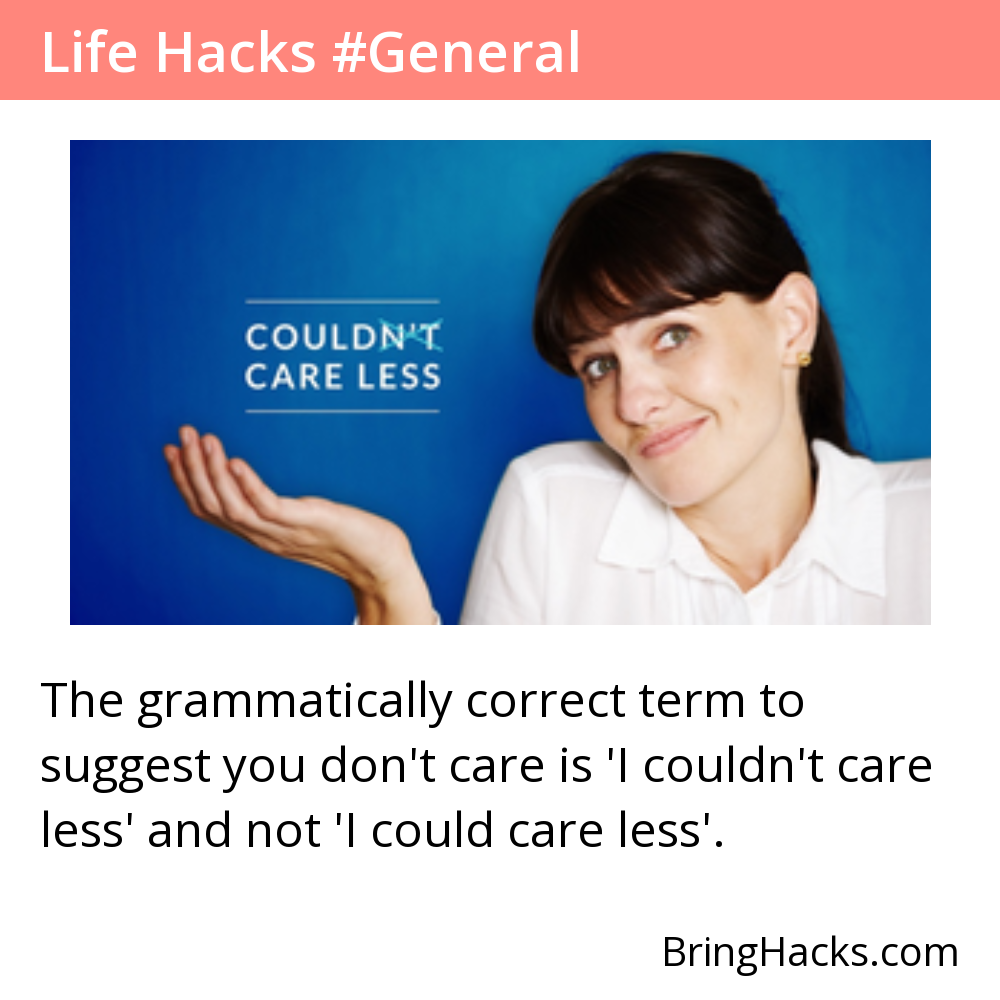 Life Hacks #General
COULDN'T
CARE LESS
The grammatically correct term to
suggest you don't care is 'I couldn't care
less' and not 'I could care less'.
BringHacks.com